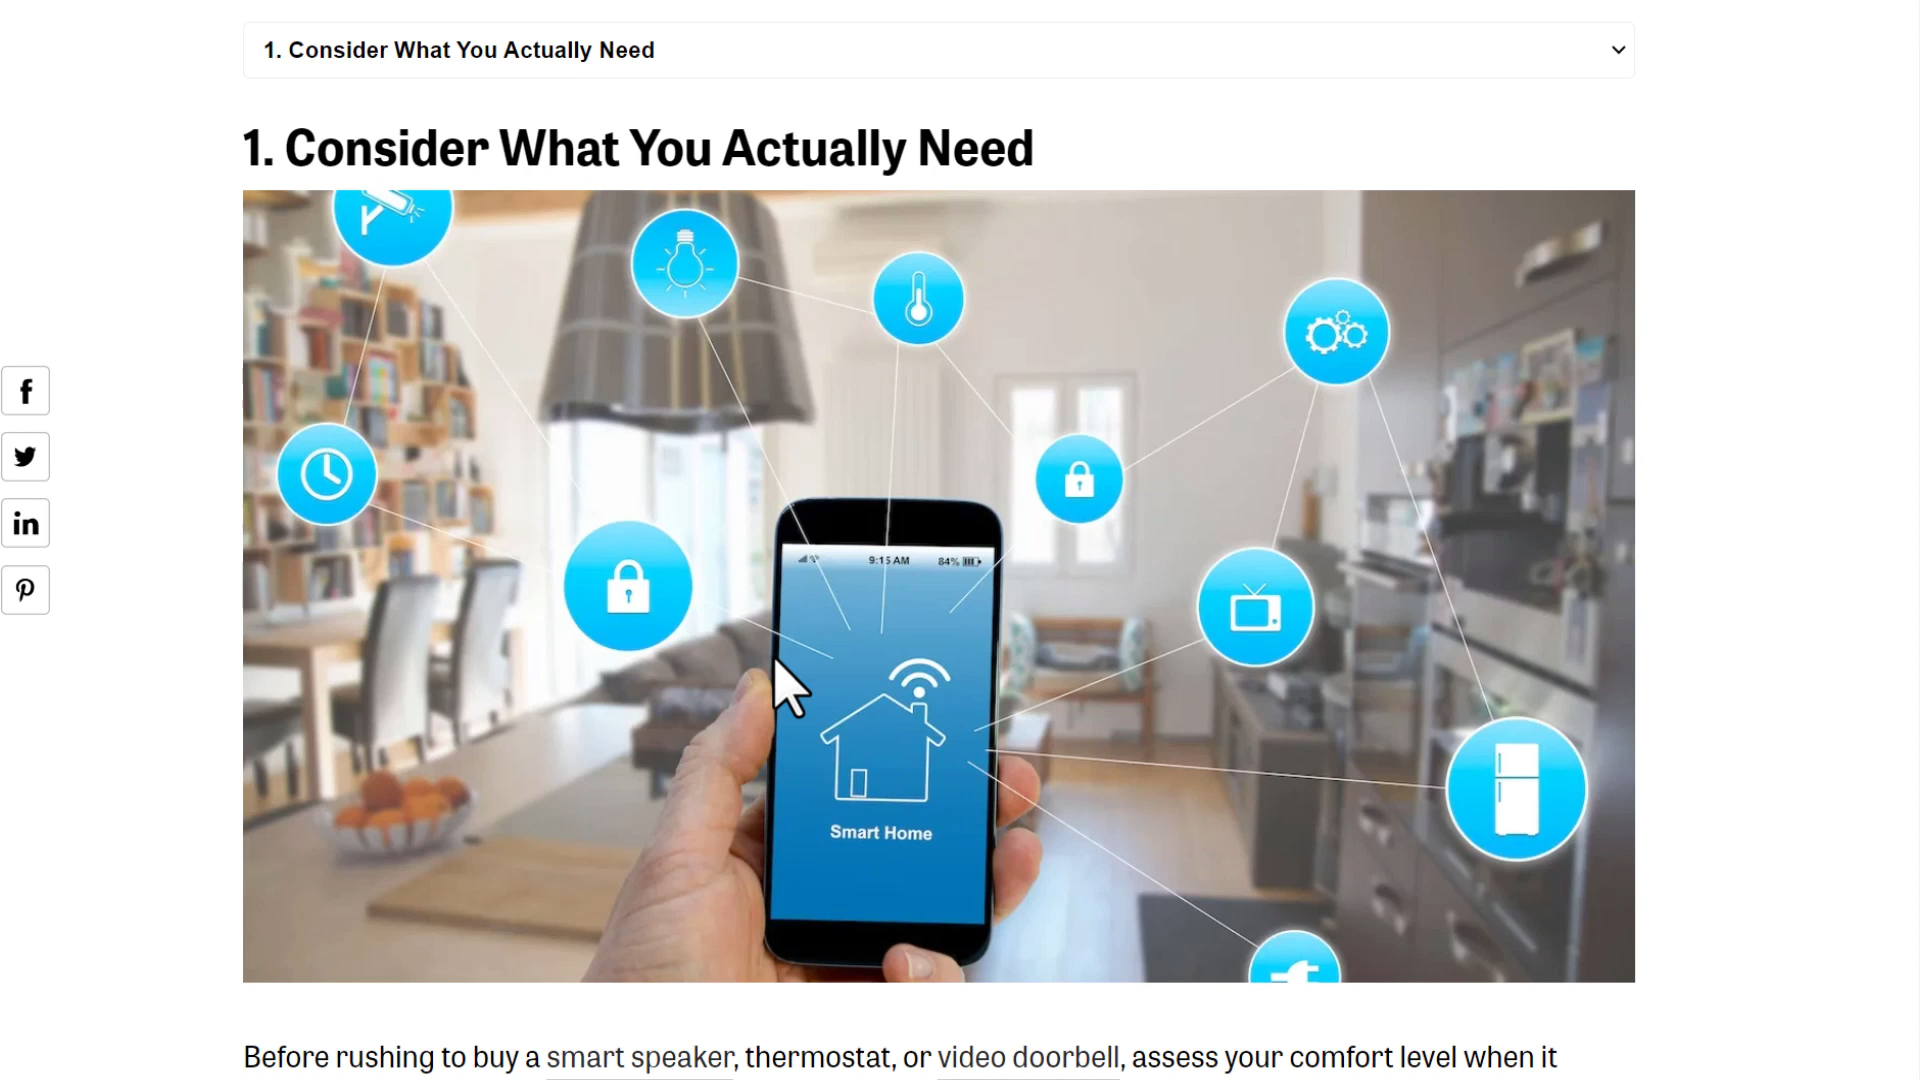 1. Consider What You Actually Need
1. Consider What You Actually Need
9:15 AM 84%
Smart Home
Before rushing to buy a smart speaker, thermostat, or video doorbell, assess your comfort level when it